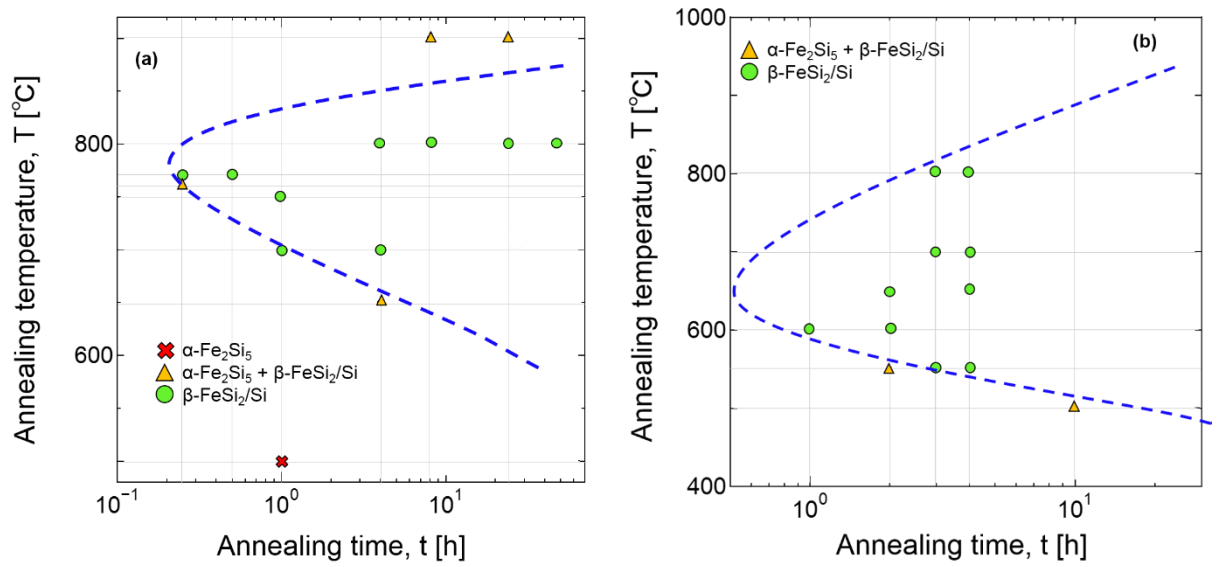 (a)
Annealing temperature, T [°C]
800
600
α-Fe₂Si₅
α-Fe₂Si₅ + β-FeSi₂/Si
β-FeSi₂/Si
10⁻¹ 10⁰ 10¹
Annealing time, t [h]
(b)
α-Fe₂Si₅ + β-FeSi₂/Si
β-FeSi₂/Si
Annealing temperature, T [°C]
1000
800
600
400
10⁰ 10¹
Annealing time, t [h]